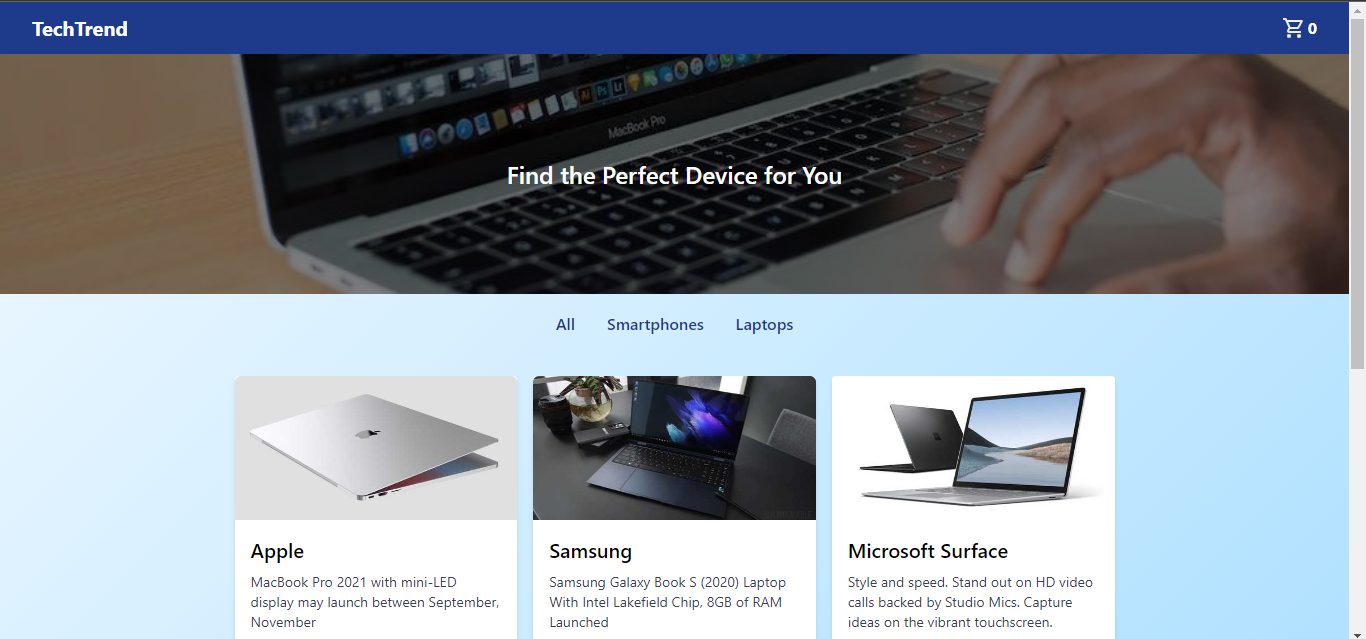 TechTrend
0
MacBook Pro
Find the Perfect Device for You
All Smartphones Laptops
Apple
MacBook Pro 2021 with mini-LED
display may launch between September,
November
Samsung
Samsung Galaxy Book S (2020) Laptop
With Intel Lakefield Chip, 8GB of RAM
Launched
Microsoft Surface
Style and speed. Stand out on HD video
calls backed by Studio Mics. Capture
ideas on the vibrant touchscreen.